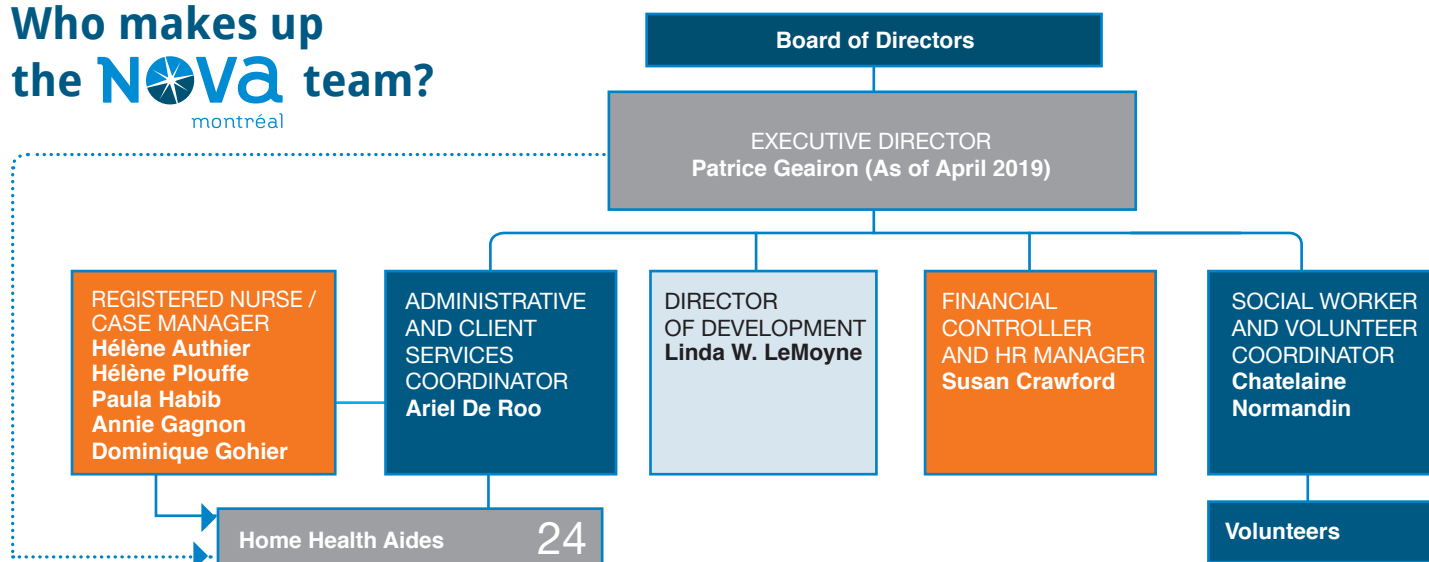 Who makes up
the NOVA team?
montréal
Board of Directors
EXECUTIVE DIRECTOR
Patrice Geairon (As of April 2019)
REGISTERED NURSE /
CASE MANAGER
Hélène Authier
Hélène Plouffe
Paula Habib
Annie Gagnon
Dominique Gohier
ADMINISTRATIVE
AND CLIENT
SERVICES
COORDINATOR
Ariel De Roo
DIRECTOR
OF DEVELOPMENT
Linda W. LeMoyne
FINANCIAL
CONTROLLER
AND HR MANAGER
Susan Crawford
SOCIAL WORKER
AND VOLUNTEER
COORDINATOR
Chatelaine
Normandin
Home Health Aides 24
Volunteers